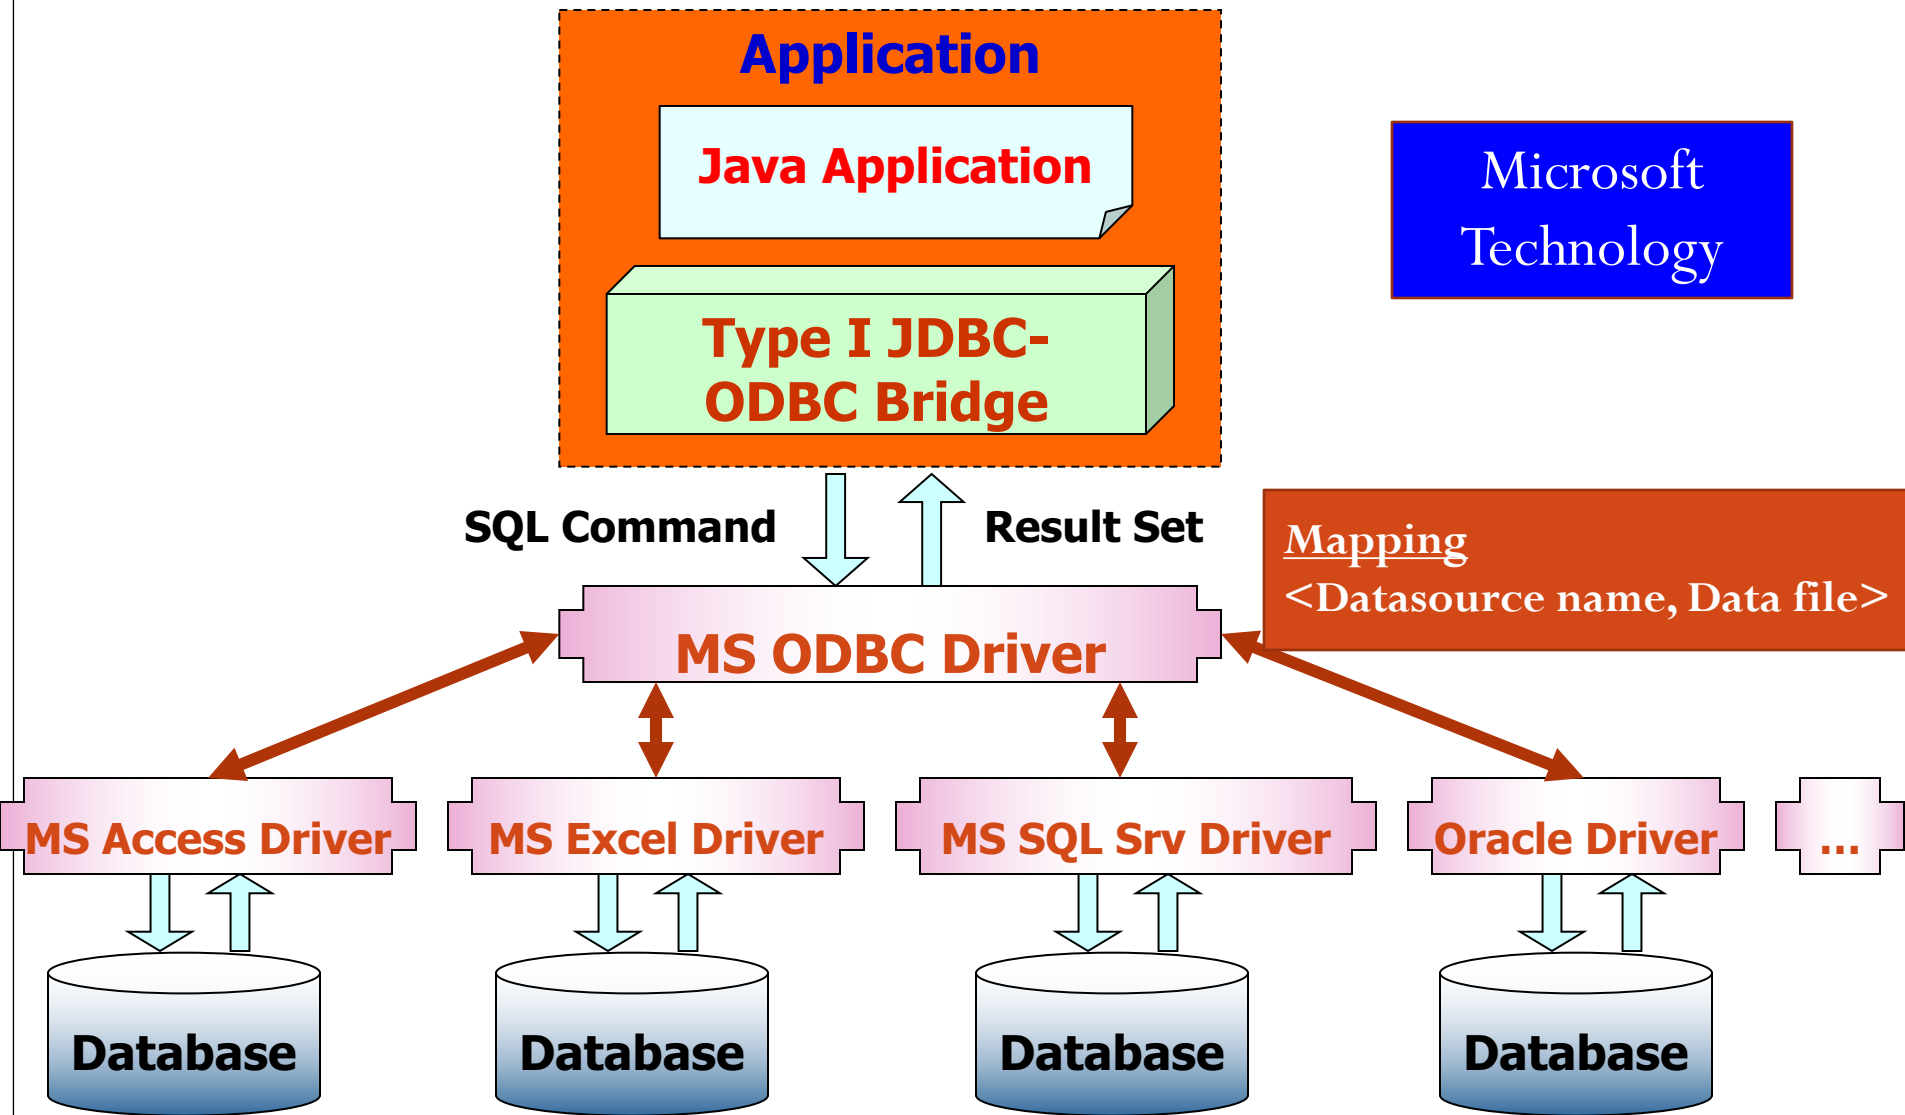 Application
Java Application
Microsoft
Technology
Type I JDBC-
ODBC Bridge
SQL Command
Result Set
Mapping
<Datasource name, Data file>
MS ODBC Driver
MS Access Driver
MS Excel Driver
MS SQL Srv Driver
Oracle Driver
...
Database
Database
Database
Database